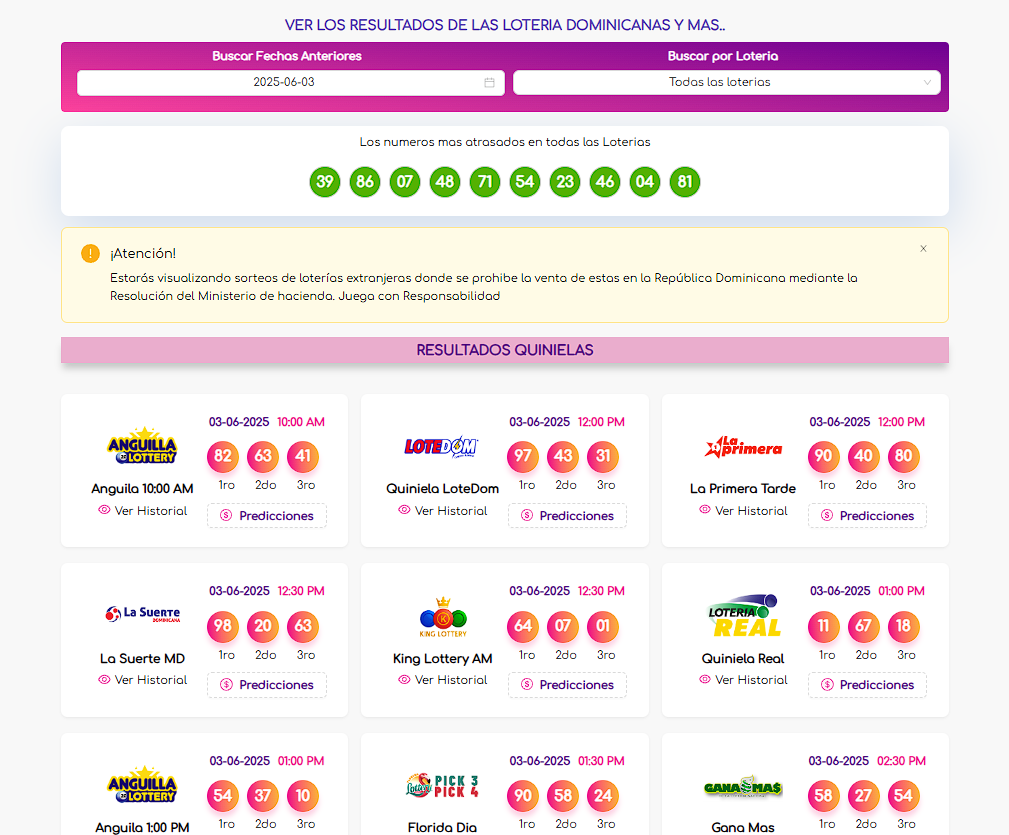 VER LOS RESULTADOS DE LAS LOTERIA DOMINICANAS Y MAS..
Buscar Fechas Anteriores
Buscar por Loteria
2025-06-03
Todas las loterias
Los numeros mas atrasados en todas las Loterias
39 86 07 48 71 54 23 46 04 81
¡Atención!
Estarás visualizando sorteos de loterías extranjeras donde se prohibe la venta de estas en la República Dominicana mediante la
Resolución del Ministerio de hacienda. Juega con Responsabilidad
RESULTADOS QUINIELAS
ANGUILLA
LOTTERY
03-06-2025 10:00 AM
82 63 41
1ro 2do 3ro
Anguila 10:00 AM
Ver Historial
Predicciones
LOTEDOM
03-06-2025 12:00 PM
97 43 31
1ro 2do 3ro
Quiniela LoteDom
Ver Historial
Predicciones
La
primera
03-06-2025 12:00 PM
90 40 80
1ro 2do 3ro
La Primera Tarde
Ver Historial
Predicciones
La Suerte
DOMINICANA
03-06-2025 12:30 PM
98 20 63
1ro 2do 3ro
La Suerte MD
Ver Historial
Predicciones
K
KING LOTTERY
03-06-2025 12:30 PM
64 07 01
1ro 2do 3ro
King Lottery AM
Ver Historial
Predicciones
LOTERIA
REAL
03-06-2025 01:00 PM
11 67 18
1ro 2do 3ro
Quiniela Real
Ver Historial
Predicciones
ANGUILLA
LOTTERY
03-06-2025 01:00 PM
54 37 10
1ro 2do 3ro
Anguila 1:00 PM
Lottery
PICK 3
PICK 4
03-06-2025 01:30 PM
90 58 24
1ro 2do 3ro
Florida Dia
GANA MAS
03-06-2025 02:30 PM
58 27 54
1ro 2do 3ro
Gana Mas